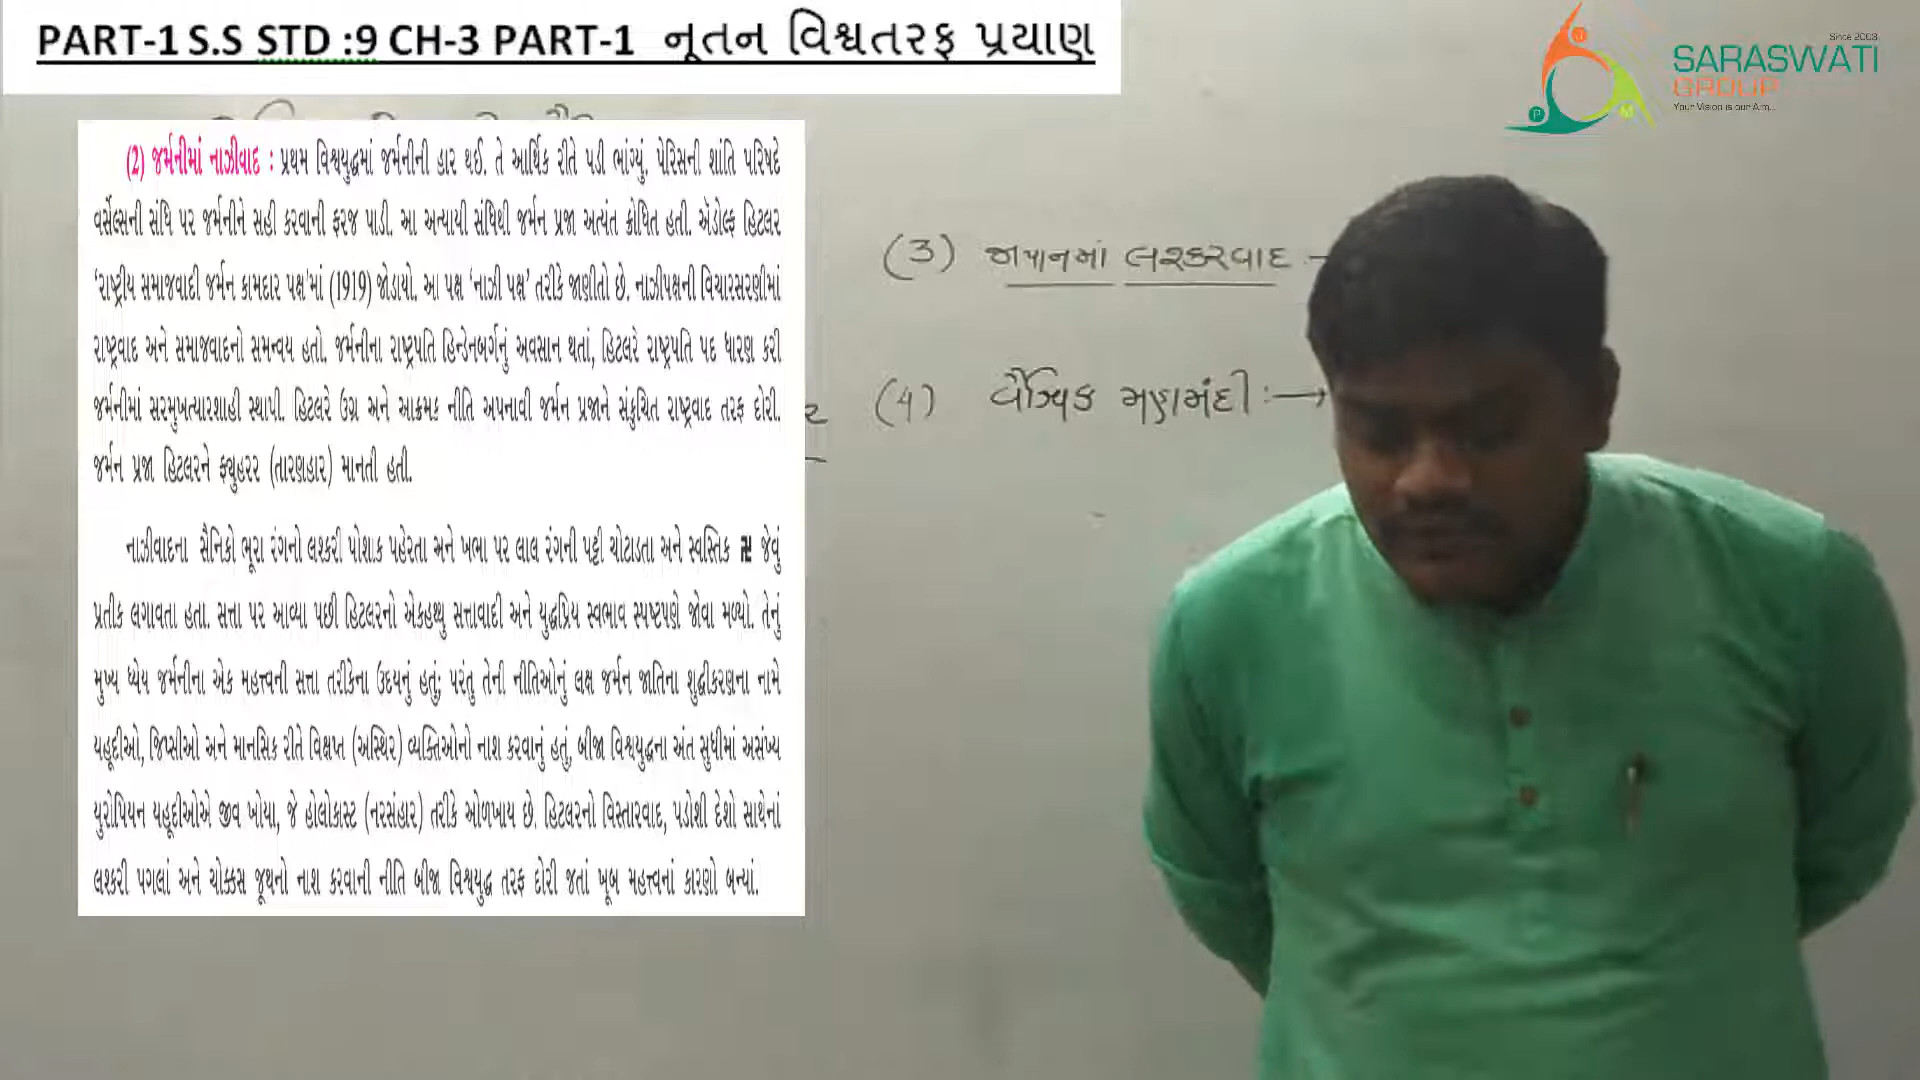 PART-1 S.S STD :9 CH-3 PART-1 નૂતન વિશ્વતરફ પ્રયાણ
Since 2003
SARASWATI
GROUP
Your Vision is our Aim...
P
M
(2) જર્મનીમાં નાઝીવાદ : પ્રથમ વિશ્વયુદ્ધમાં જર્મનીની હાર થઈ. તે આર્થિક રીતે પડી ભાંગ્યું. પેરિસની શાંતિ પરિષદે
વર્સેલ્સની સંધિ પર જર્મનીને સહી કરવાની ફરજ પાડી. આ અન્યાયી સંધિથી જર્મન પ્રજા અત્યંત ક્રોધિત હતી. ઍડોલ્ફ હિટલર
‘રાષ્ટ્રીય સમાજવાદી જર્મન કામદાર પક્ષ’માં (1919) જોડાયો. આ પક્ષ ‘નાઝી પક્ષ’ તરીકે જાણીતો છે. નાઝીપક્ષની વિચારસરણીમાં
રાષ્ટ્રવાદ અને સમાજવાદનો સમન્વય હતો. જર્મનીના રાષ્ટ્રપતિ હિન્ડેનબર્ગનું અવસાન થતાં, હિટલરે રાષ્ટ્રપતિ પદ ધારણ કરી
જર્મનીમાં સરમુખત્યારશાહી સ્થાપી. હિટલરે ઉગ્ર અને આક્રમક નીતિ અપનાવી જર્મન પ્રજાને સંકુચિત રાષ્ટ્રવાદ તરફ દોરી.
જર્મન પ્રજા હિટલરને ફ્યુહરર (તારણહાર) માનતી હતી.
નાઝીવાદના સૈનિકો ભૂરા રંગનો લશ્કરી પોશાક પહેરતા અને ખભા પર લાલ રંગની પટ્ટી ચોટાડતા અને સ્વસ્તિક 卐 જેવું
પ્રતીક લગાવતા હતા. સત્તા પર આવ્યા પછી હિટલરનો એકહથ્થુ સત્તાવાદી અને યુદ્ધપ્રિય સ્વભાવ સ્પષ્ટપણે જોવા મળ્યો. તેનું
મુખ્ય ધ્યેય જર્મનીના એક મહત્ત્વની સત્તા તરીકેના ઉદયનું હતું; પરંતુ તેની નીતિઓનું લક્ષ જર્મન જાતિના શુદ્ધીકરણના નામે
યહૂદીઓ, જિપ્સીઓ અને માનસિક રીતે વિક્ષપ્ત (અસ્થિર) વ્યક્તિઓનો નાશ કરવાનું હતું, બીજા વિશ્વયુદ્ધના અંત સુધીમાં અસંખ્ય
યુરોપિયન યહૂદીઓએ જીવ ખોયા, જે હોલોકાસ્ટ (નરસંહાર) તરીકે ઓળખાય છે. હિટલરનો વિસ્તારવાદ, પડોશી દેશો સાથેનાં
લશ્કરી પગલાં અને ચોક્કસ જૂથનો નાશ કરવાની નીતિ બીજા વિશ્વયુદ્ધ તરફ દોરી જતાં ખૂબ મહત્ત્વનાં કારણો બન્યાં.
(3) જાપાનમાં લશ્કરવાદ
(4) વૈશ્વિક મહામંદી :→